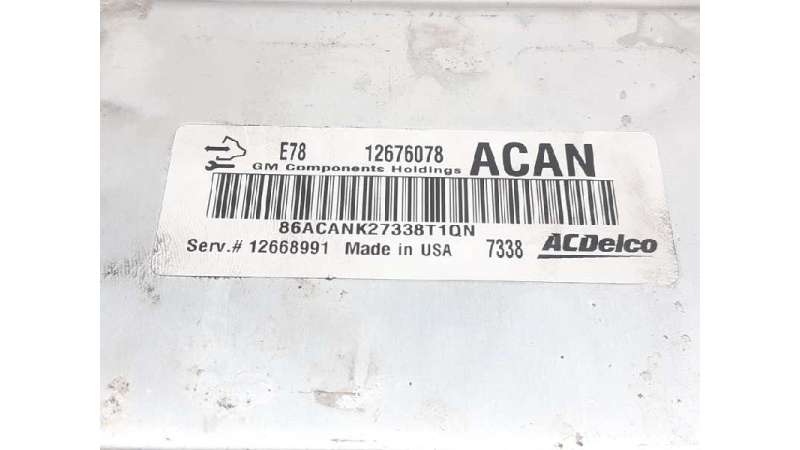 E78 12676078 ACAN
GM Components Holdings
86ACANK27338T1QN
Serv.# 12668991 Made in USA 7338 ACDelco